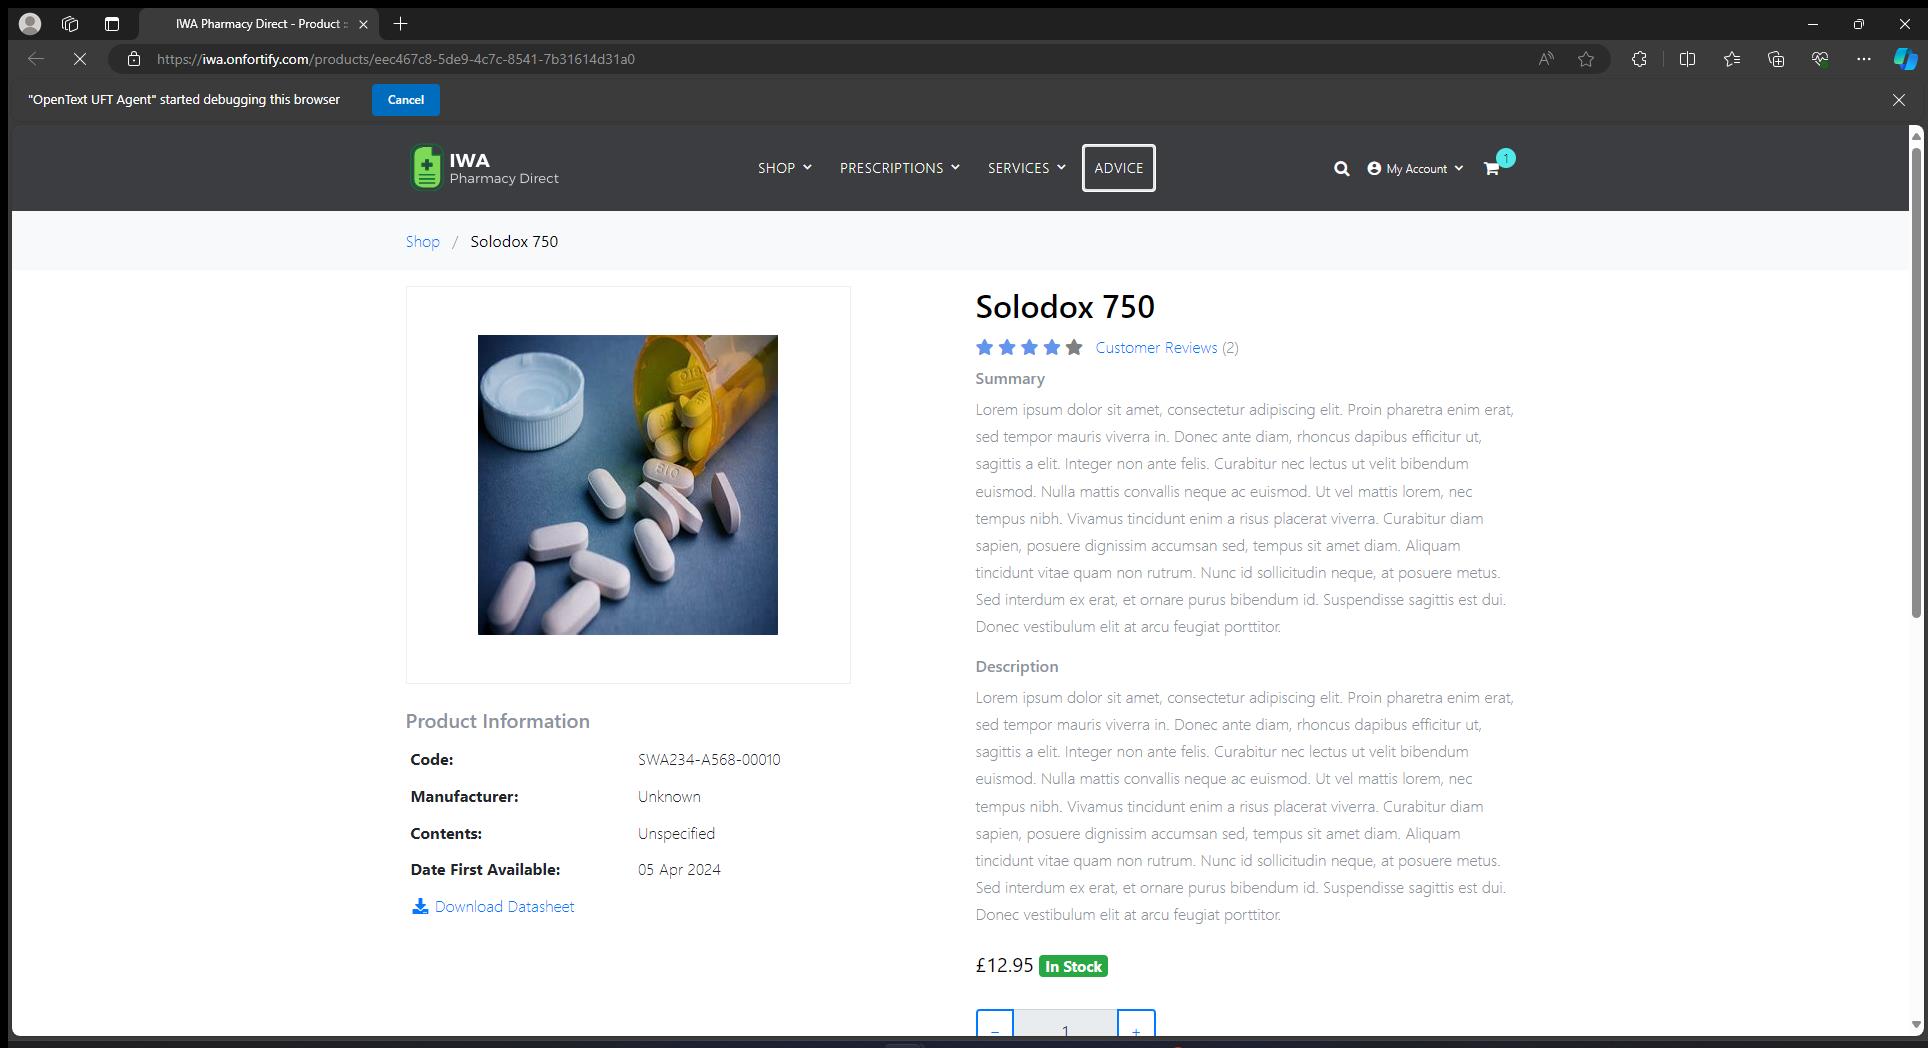 IWA Pharmacy Direct - Product :
https://iwa.onfortify.com/products/eec467c8-5de9-4c7c-8541-7b31614d31a0
"OpenText UFT Agent" started debugging this browser
Cancel
IWA
Pharmacy Direct
SHOP
PRESCRIPTIONS
SERVICES
ADVICE
My Account
1
Shop / Solodox 750
BIG
Solodox 750
Customer Reviews (2)
Summary
Lorem ipsum dolor sit amet, consectetur adipiscing elit. Proin pharetra enim erat,
sed tempor mauris viverra in. Donec ante diam, rhoncus dapibus efficitur ut,
sagittis a elit. Integer non ante felis. Curabitur nec lectus ut velit bibendum
euismod. Nulla mattis convallis neque ac euismod. Ut vel mattis lorem, nec
tempus nibh. Vivamus tincidunt enim a risus placerat viverra. Curabitur diam
sapien, posuere dignissim accumsan sed, tempus sit amet diam. Aliquam
tincidunt vitae quam non rutrum. Nunc id sollicitudin neque, at posuere metus.
Sed interdum ex erat, et ornare purus bibendum id. Suspendisse sagittis est dui.
Donec vestibulum elit at arcu feugiat porttitor.
Description
Lorem ipsum dolor sit amet, consectetur adipiscing elit. Proin pharetra enim erat,
sed tempor mauris viverra in. Donec ante diam, rhoncus dapibus efficitur ut,
sagittis a elit. Integer non ante felis. Curabitur nec lectus ut velit bibendum
euismod. Nulla mattis convallis neque ac euismod. Ut vel mattis lorem, nec
tempus nibh. Vivamus tincidunt enim a risus placerat viverra. Curabitur diam
sapien, posuere dignissim accumsan sed, tempus sit amet diam. Aliquam
tincidunt vitae quam non rutrum. Nunc id sollicitudin neque, at posuere metus.
Sed interdum ex erat, et ornare purus bibendum id. Suspendisse sagittis est dui.
Donec vestibulum elit at arcu feugiat porttitor.
£12.95 In Stock
− 1 +
Product Information
Code: SWA234-A568-00010
Manufacturer: Unknown
Contents: Unspecified
Date First Available: 05 Apr 2024
Download Datasheet